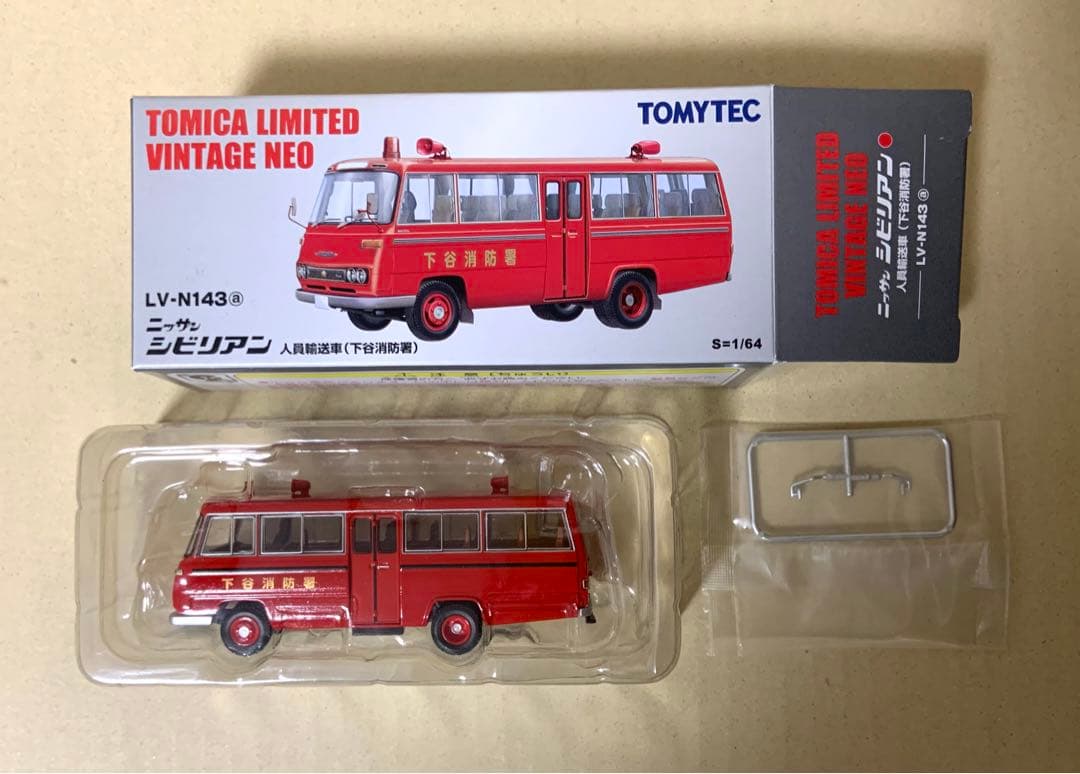 TOMICA LIMITED
VINTAGE NEO
TOMYTEC
下谷消防署
LV-N143ⓐ
ニッサン
シビリアン 人員輸送車(下谷消防署)
S=1/64
TOMICA LIMITED
VINTAGE NEO
ニッサン シビリアン
人員輸送車(下谷消防署)
LV-N143ⓐ
下谷消防署